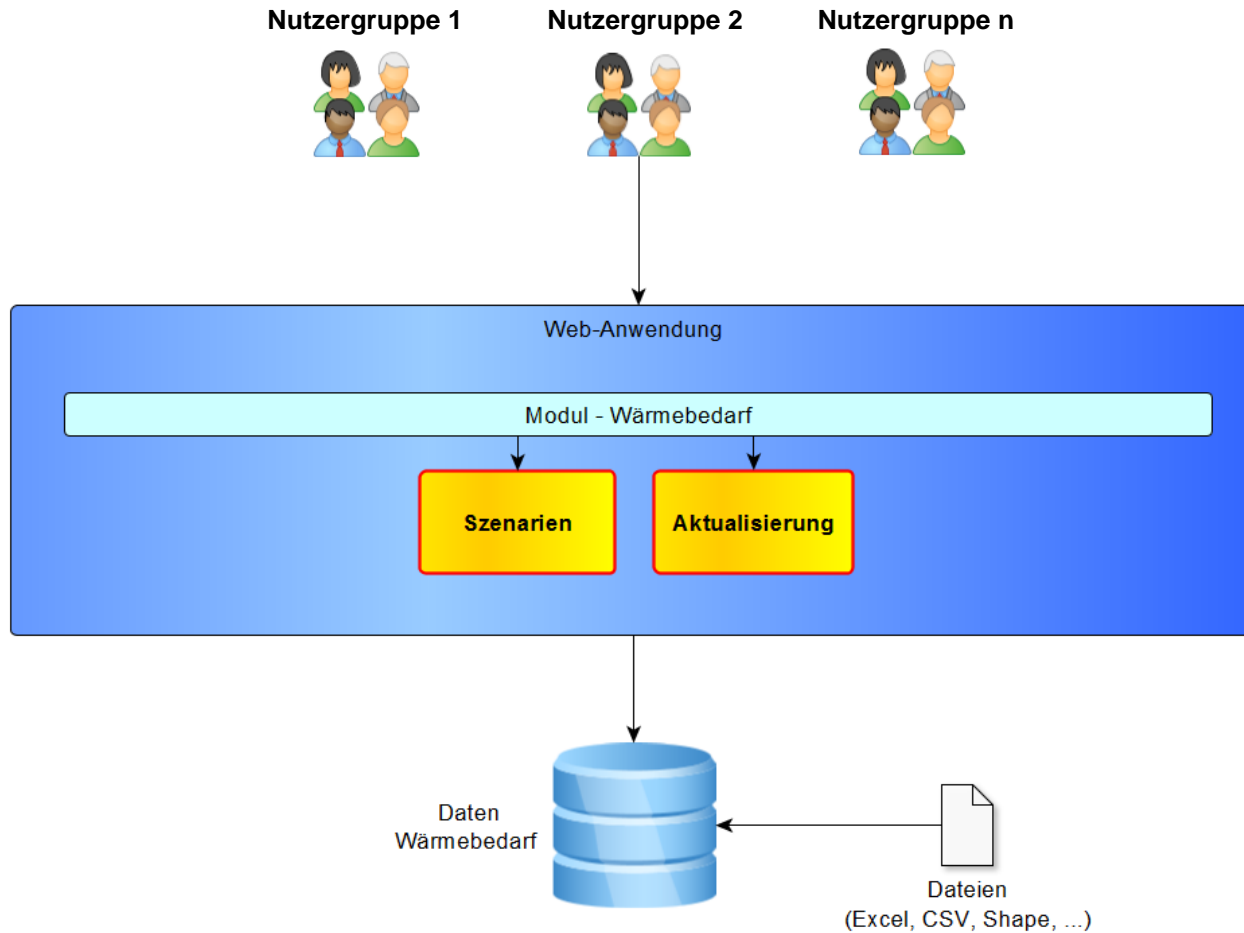 Nutzergruppe 1
Nutzergruppe 2
Nutzergruppe n
Web-Anwendung
Modul - Wärmebedarf
Szenarien
Aktualisierung
Daten
Wärmebedarf
Dateien
(Excel, CSV, Shape, ...)